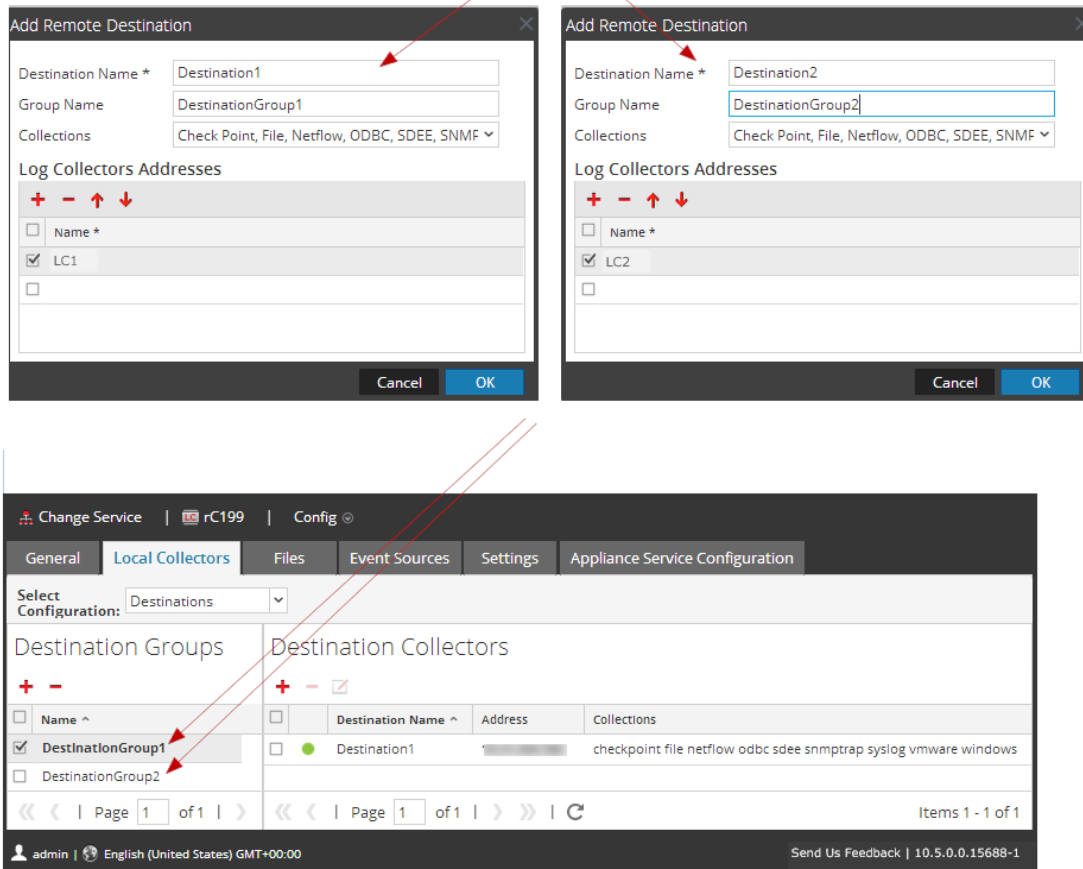 Add Remote Destination
Destination Name * Destination1
Group Name DestinationGroup1
Collections Check Point, File, Netflow, ODBC, SDEE, SNMF
Log Collectors Addresses
Name *
LC1
Cancel OK
Add Remote Destination
Destination Name * Destination2
Group Name DestinationGroup2
Collections Check Point, File, Netflow, ODBC, SDEE, SNMF
Log Collectors Addresses
Name *
LC2
Cancel OK
Change Service | LC rC199 | Config
General Local Collectors Files Event Sources Settings Appliance Service Configuration
Select Configuration: Destinations
Destination Groups
Name
DestinationGroup1
DestinationGroup2
Page 1 of 1
Destination Collectors
Destination Name Address Collections
Destination1 checkpoint file netflow odbc sdee snmptrap syslog vmware windows
Page 1 of 1 Items 1 - 1 of 1
admin | English (United States) GMT+00:00 Send Us Feedback | 10.5.0.0.15688-1